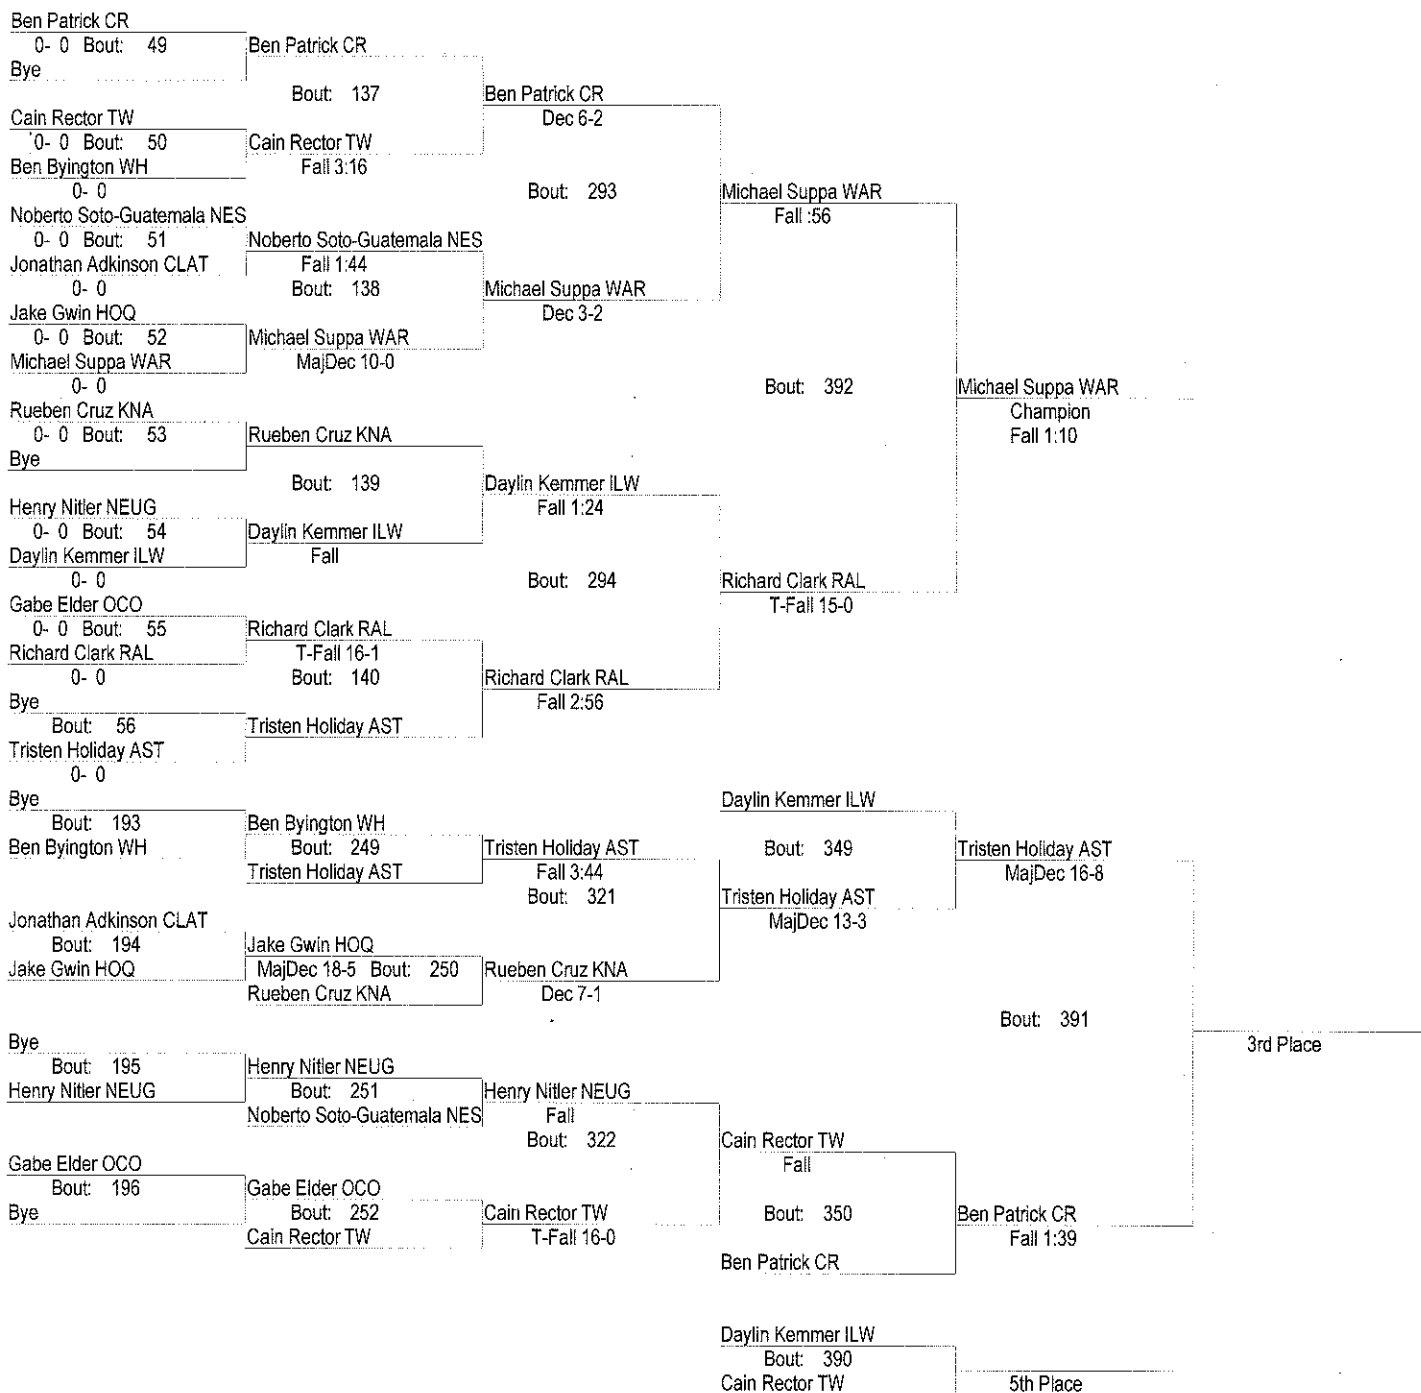 Ben Patrick CR
0- 0 Bout: 49
Bye
Ben Patrick CR
Bout: 137
Cain Rector TW
0- 0 Bout: 50
Ben Byington WH
0- 0
Cain Rector TW
Fall 3:16
Ben Patrick CR
Dec 6-2
Bout: 293
Noberto Soto-Guatemala NES
0- 0 Bout: 51
Jonathan Adkinson CLAT
0- 0
Noberto Soto-Guatemala NES
Fall 1:44
Bout: 138
Jake Gwin HOQ
0- 0 Bout: 52
Michael Suppa WAR
0- 0
Michael Suppa WAR
MajDec 10-0
Michael Suppa WAR
Dec 3-2
Michael Suppa WAR
Fall :56
Bout: 392
Michael Suppa WAR
Champion
Fall 1:10
Rueben Cruz KNA
0- 0 Bout: 53
Bye
Rueben Cruz KNA
Bout: 139
Henry Nitler NEUG
0- 0 Bout: 54
Daylin Kemmer ILW
0- 0
Daylin Kemmer ILW
Fall
Daylin Kemmer ILW
Fall 1:24
Bout: 294
Richard Clark RAL
T-Fall 15-0
Gabe Elder OCO
0- 0 Bout: 55
Richard Clark RAL
0- 0
Richard Clark RAL
T-Fall 16-1
Bout: 140
Bye
Bout: 56
Tristen Holiday AST
0- 0
Tristen Holiday AST
Richard Clark RAL
Fall 2:56
Bye
Bout: 193
Ben Byington WH
Ben Byington WH
Bout: 249
Tristen Holiday AST
Tristen Holiday AST
Fall 3:44
Bout: 321
Jonathan Adkinson CLAT
Bout: 194
Jake Gwin HOQ
Jake Gwin HOQ
MajDec 18-5 Bout: 250
Rueben Cruz KNA
Rueben Cruz KNA
Dec 7-1
Daylin Kemmer ILW
Bout: 349
Tristen Holiday AST
MajDec 13-3
Tristen Holiday AST
MajDec 16-8
Bout: 391
3rd Place
Bye
Bout: 195
Henry Nitler NEUG
Henry Nitler NEUG
Bout: 251
Noberto Soto-Guatemala NES
Henry Nitler NEUG
Fall
Bout: 322
Gabe Elder OCO
Bout: 196
Bye
Gabe Elder OCO
Bout: 252
Cain Rector TW
Cain Rector TW
T-Fall 16-0
Cain Rector TW
Fall
Bout: 350
Ben Patrick CR
Ben Patrick CR
Fall 1:39
Daylin Kemmer ILW
Bout: 390
Cain Rector TW
5th Place